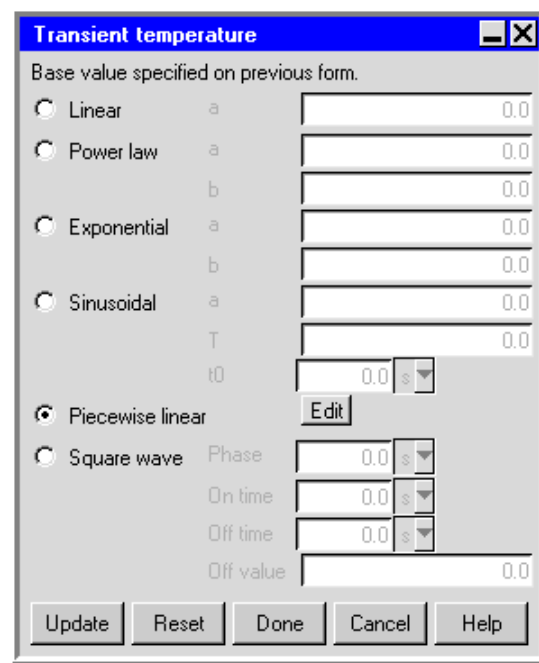 Transient temperature
Base value specified on previous form.
Linear a 0.0
Power law a 0.0
b 0.0
Exponential a 0.0
b 0.0
Sinusoidal a 0.0
T 0.0
t0 0.0 s
Piecewise linear Edit
Square wave Phase 0.0 s
On time 0.0 s
Off time 0.0 s
Off value 0.0
Update Reset Done Cancel Help